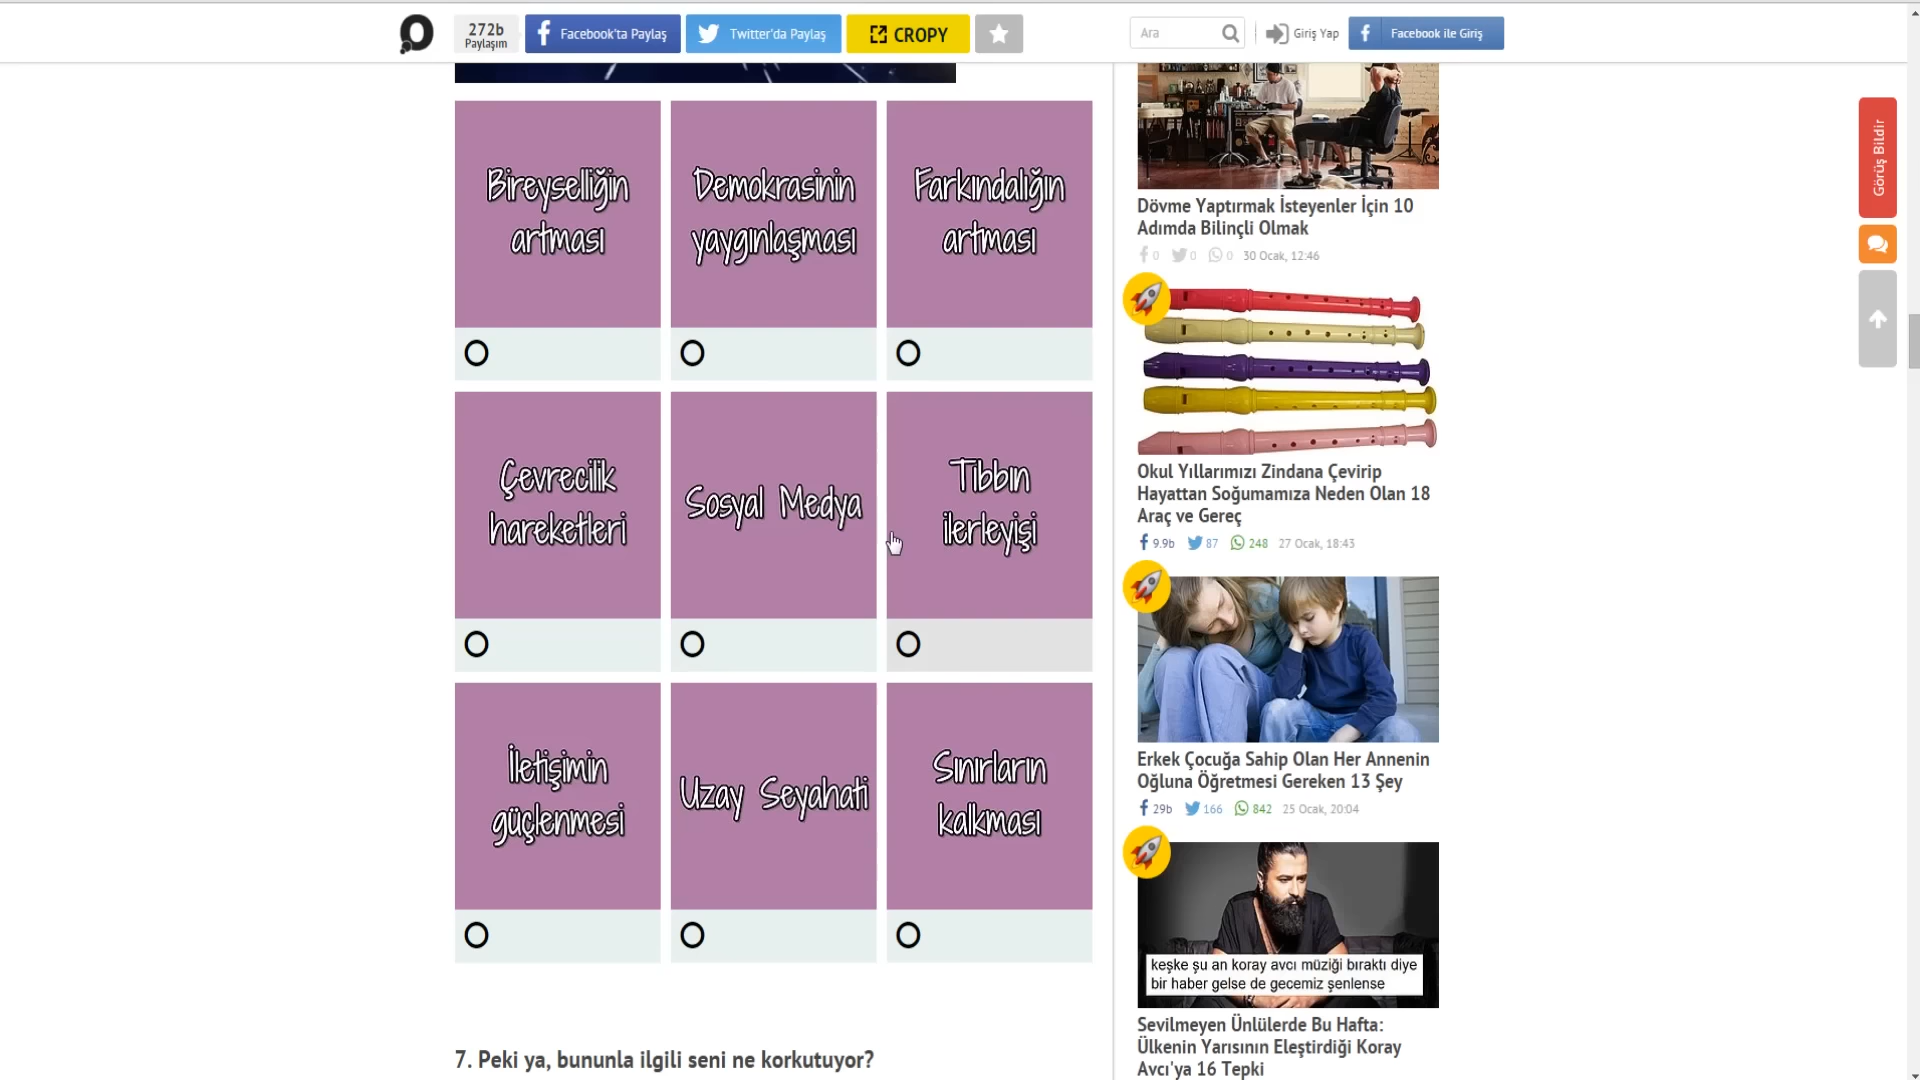 272b
Paylaşım
Facebook'ta Paylaş
Twitter'da Paylaş
CROPY
Ara
Giriş Yap
Facebook ile Giriş
Bireyselliğin
artması
Demokrasinin
yaygınlaşması
Farkındalığın
artması
Çevrecilik
hareketleri
Sosyal Medya
Tıbbın
ilerleyişi
İletişimin
güçlenmesi
Uzay Seyahati
Sınırların
kalkması
7. Peki ya, bununla ilgili seni ne korkutuyor?
Dövme Yaptırmak İsteyenler İçin 10
Adımda Bilinçli Olmak
0 0 0 30 Ocak, 12:46
Okul Yıllarımızı Zindana Çevirip
Hayattan Soğumamıza Neden Olan 18
Araç ve Gereç
9.9b 87 248 27 Ocak, 18:43
Erkek Çocuğa Sahip Olan Her Annenin
Oğluna Öğretmesi Gereken 13 Şey
29b 166 842 25 Ocak, 20:04
keşke şu an koray avcı müziği bıraktı diye
bir haber gelse de gecemiz şenlense
Sevilmeyen Ünlülerde Bu Hafta:
Ülkenin Yarısının Eleştirdiği Koray
Avcı'ya 16 Tepki
Görüş Bildir